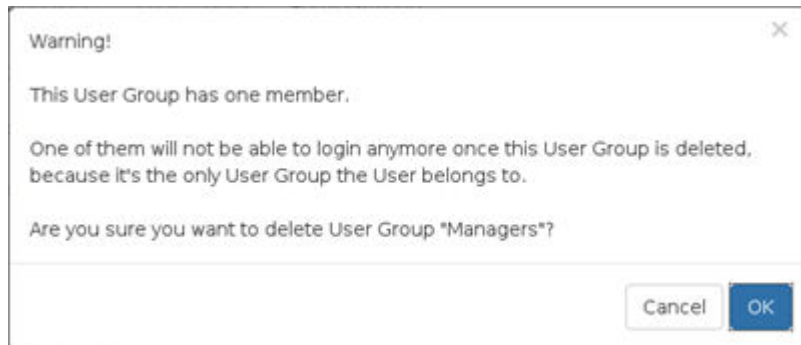 Warning!
This User Group has one member.
One of them will not be able to login anymore once this User Group is deleted,
because it's the only User Group the User belongs to.
Are you sure you want to delete User Group "Managers"?
Cancel OK